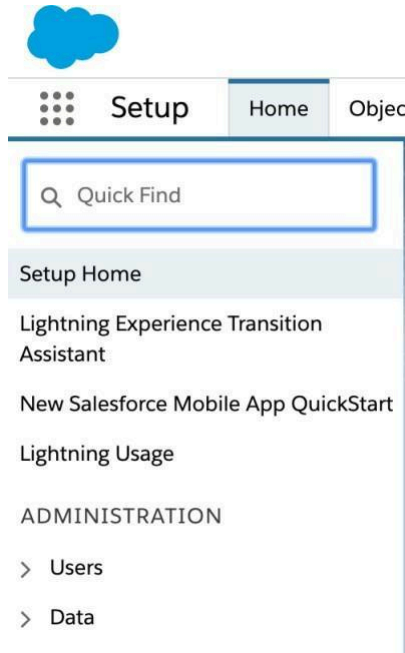 Setup Home Objec
Quick Find
Setup Home
Lightning Experience Transition
Assistant
New Salesforce Mobile App QuickStart
Lightning Usage
ADMINISTRATION
Users
Data